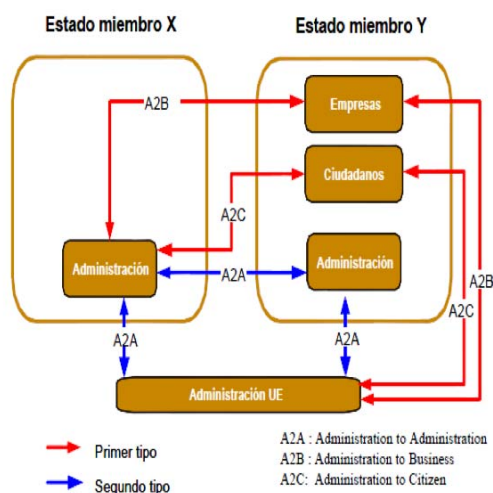 Estado miembro X
Estado miembro Y
Empresas
A2B
Ciudadanos
A2C
Administración
A2A
Administración
A2B
A2C
A2A
A2A
Administración UE
Primer tipo
Segundo tipo
A2A : Administration to Administration
A2B : Administration to Business
A2C: Administration to Citizen